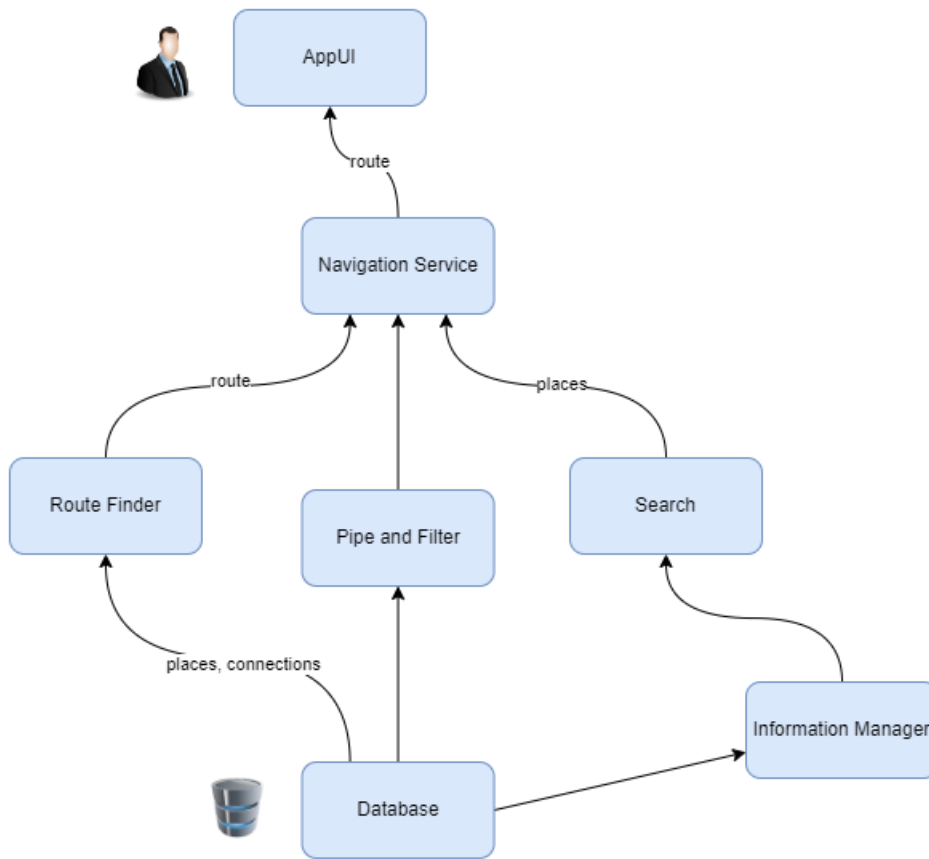 AppUI
route
Navigation Service
route
places
Route Finder
Pipe and Filter
Search
places, connections
Information Manager
Database